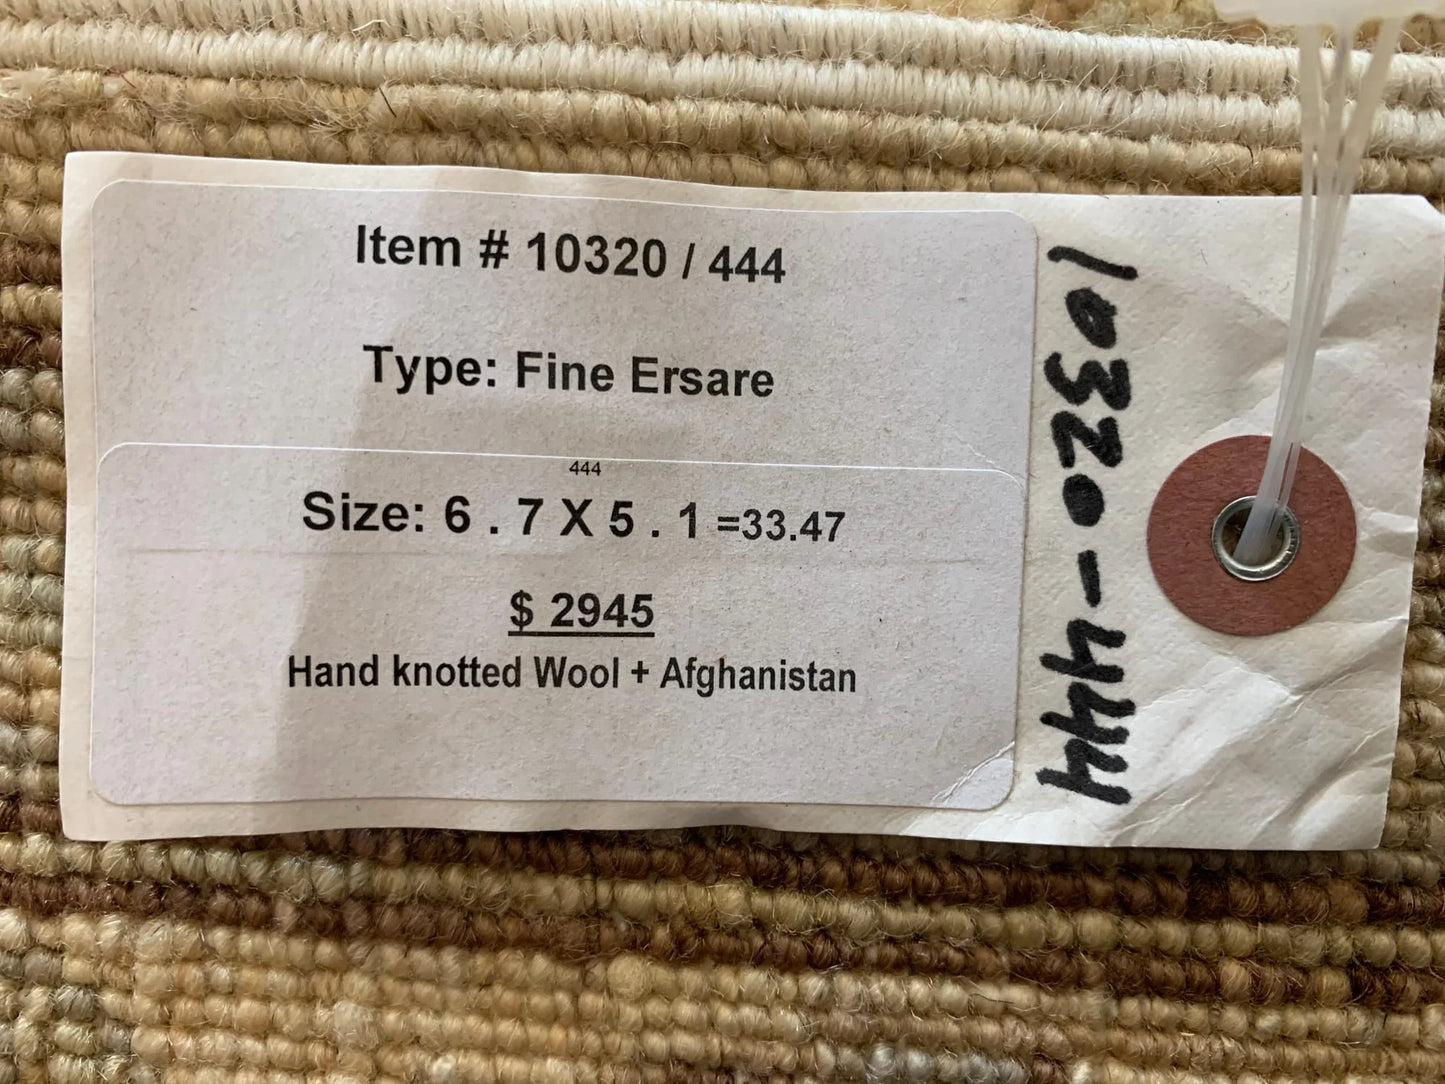 Item # 10320 / 444
Type: Fine Ersare
444
Size: 6 . 7 X 5 . 1 =33.47
$ 2945
Hand knotted Wool + Afghanistan
10320-444